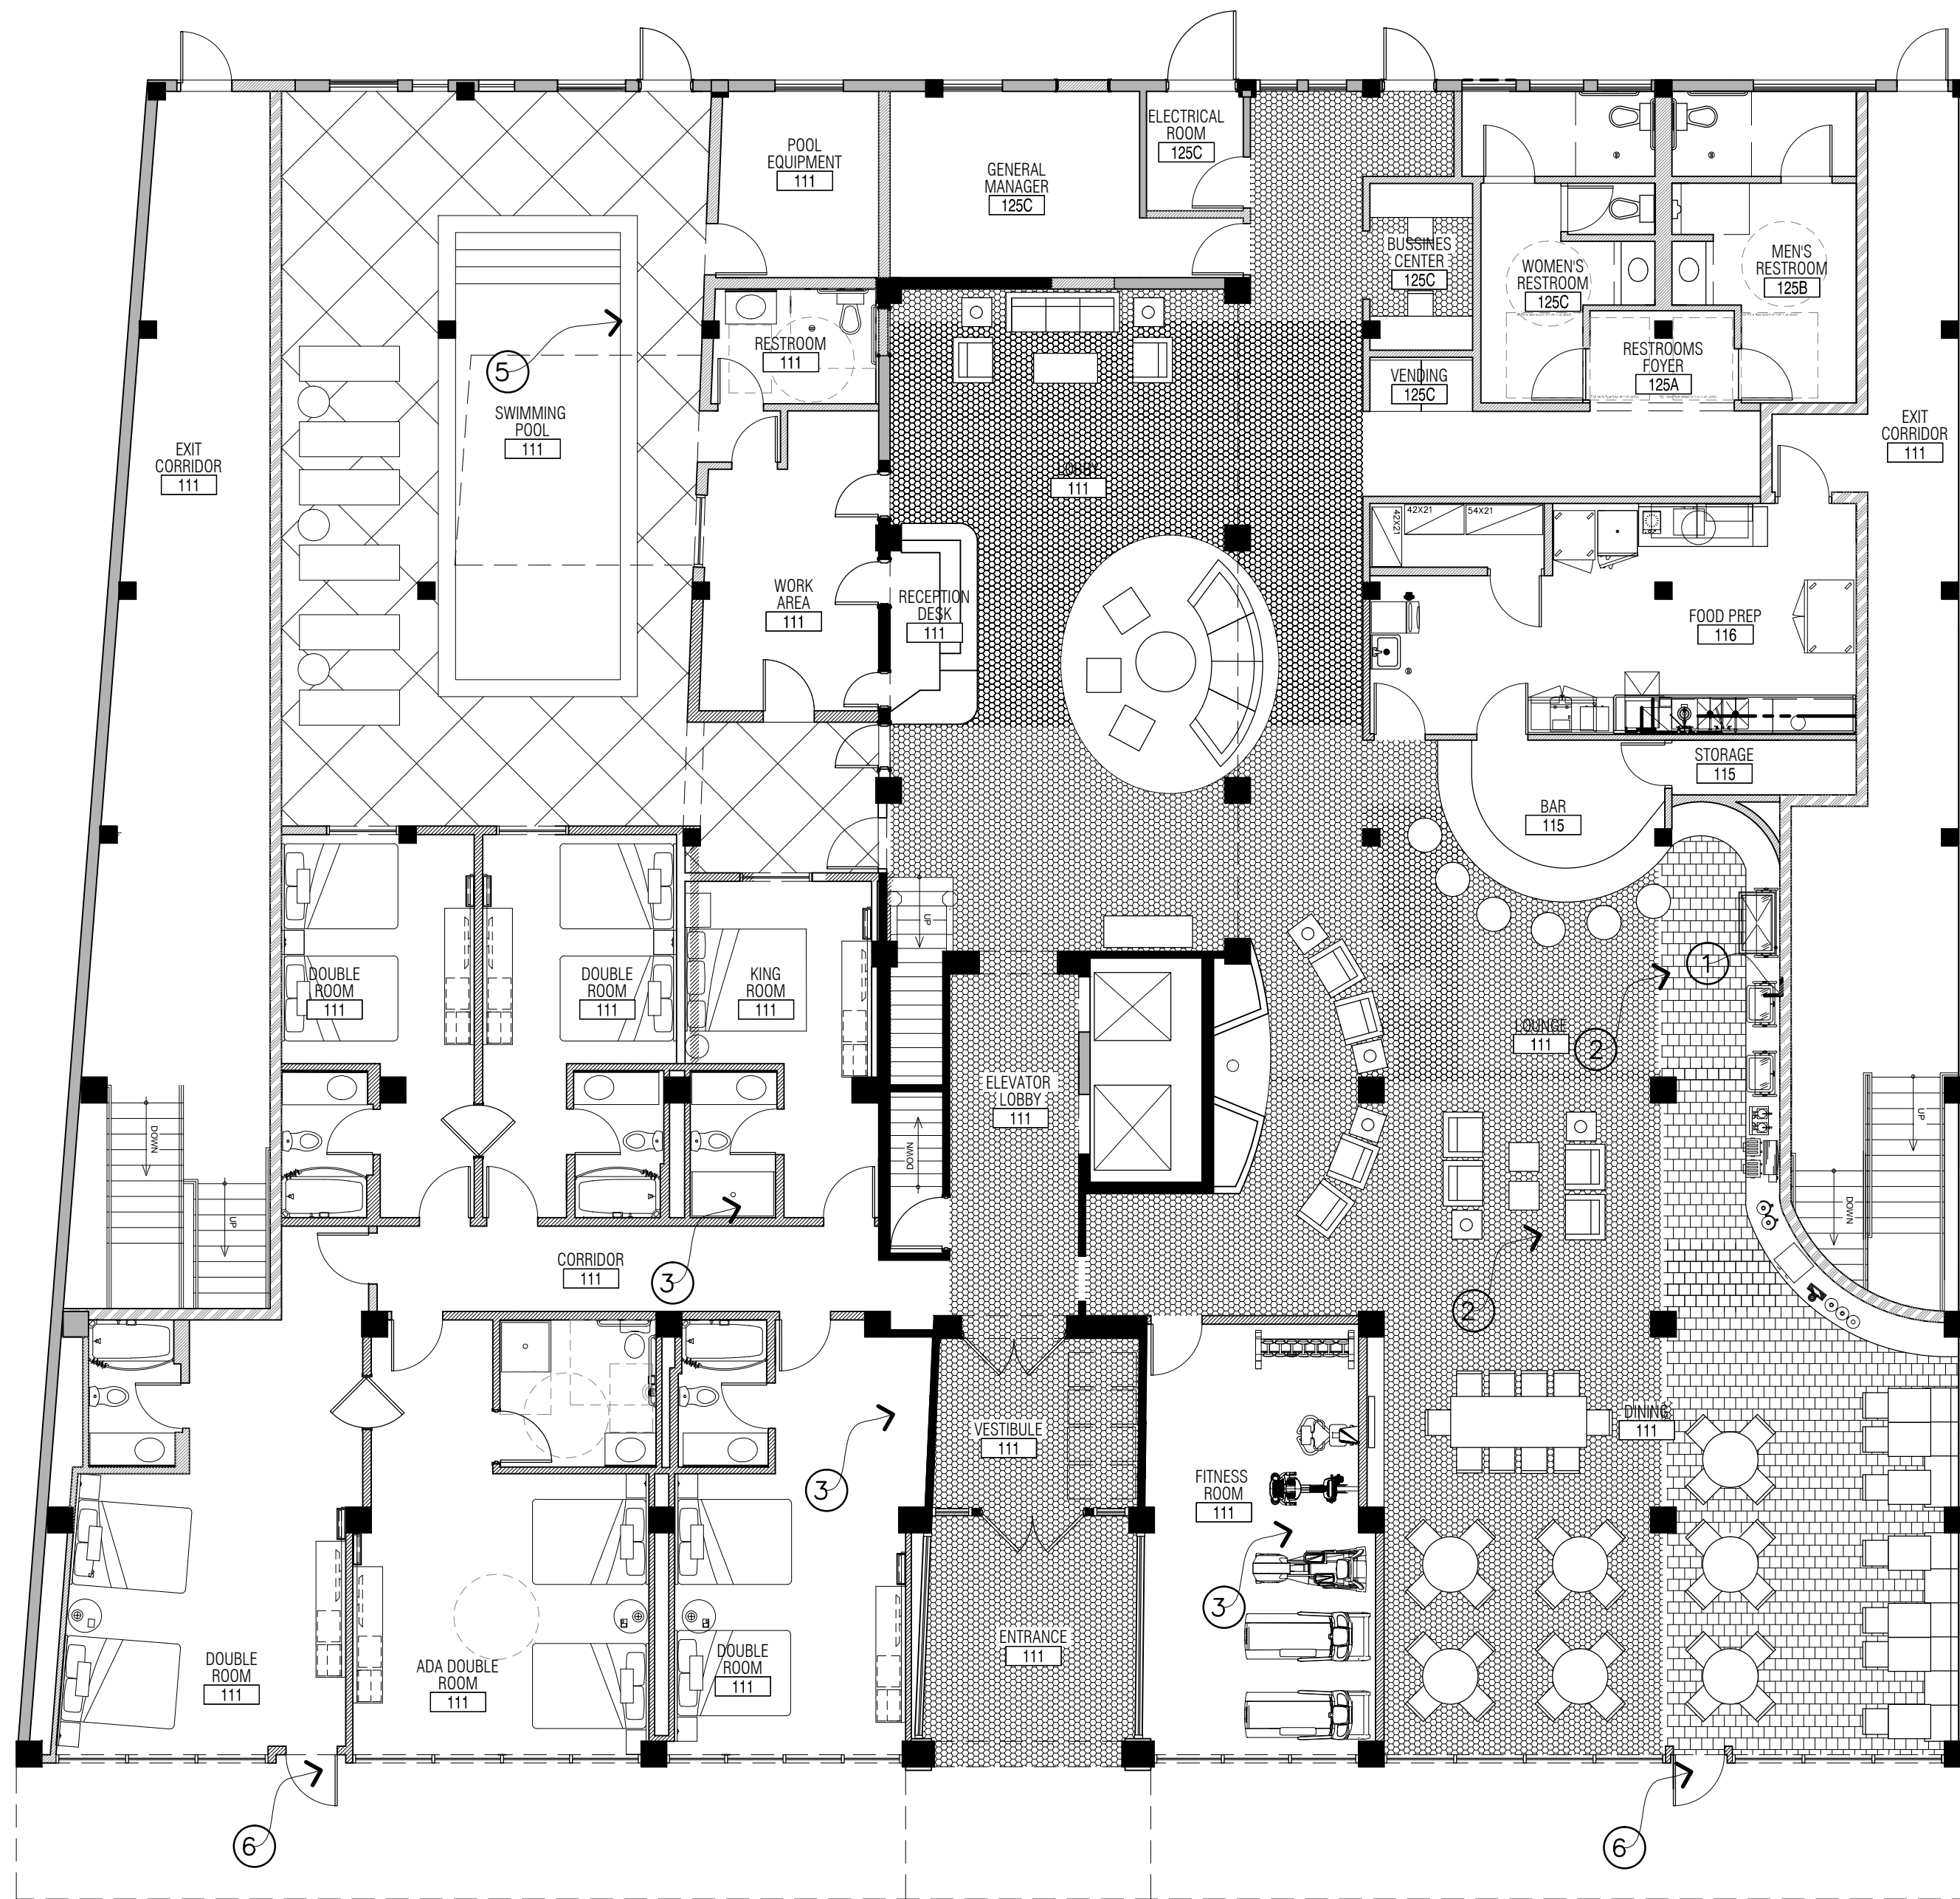 ELECTRICAL
ROOM
125C
POOL
EQUIPMENT
111
GENERAL
MANAGER
125C
BUSSINES
CENTER
125C
WOMEN'S
RESTROOM
125C
MEN'S
RESTROOM
125B
RESTROOM
111
RESTROOMS
FOYER
125A
VENDING
125C
5
SWIMMING
POOL
111
EXIT
CORRIDOR
111
LOBBY
111
EXIT
CORRIDOR
111
42X21
42X21
54X21
WORK
AREA
111
RECEPTION
DESK
111
FOOD PREP
116
STORAGE
115
BAR
115
UP
DOUBLE
ROOM
111
DOUBLE
ROOM
111
KING
ROOM
111
1
LOUNGE
111
2
ELEVATOR
LOBBY
111
DOWN
UP
DOWN
UP
DOWN
CORRIDOR
111
3
2
VESTIBULE
111
DINING
111
3
FITNESS
ROOM
111
3
DOUBLE
ROOM
111
ADA DOUBLE
ROOM
111
DOUBLE
ROOM
111
ENTRANCE
111
6
6